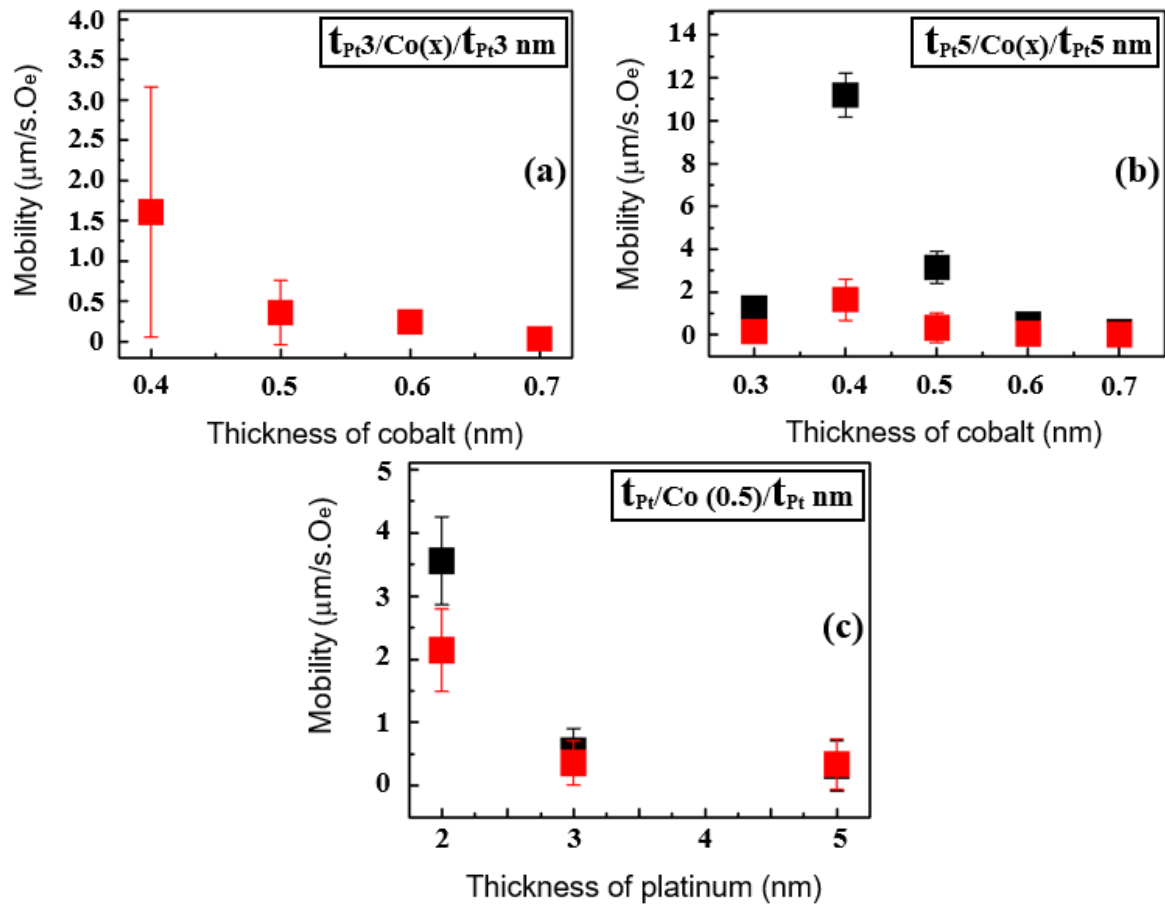 tPt3/Co(x)/tPt3 nm
(a)
Mobility (μm/s.Oe)
4.0
3.5
3.0
2.5
2.0
1.5
1.0
0.5
0
0.4 0.5 0.6 0.7
Thickness of cobalt (nm)
tPt5/Co(x)/tPt5 nm
(b)
Mobility (μm/s.Oe)
14
12
10
8
6
4
2
0
0.3 0.4 0.5 0.6 0.7
Thickness of cobalt (nm)
tPt/Co (0.5)/tPt nm
(c)
Mobility (μm/s.Oe)
5
4
3
2
1
0
2 3 4 5
Thickness of platinum (nm)